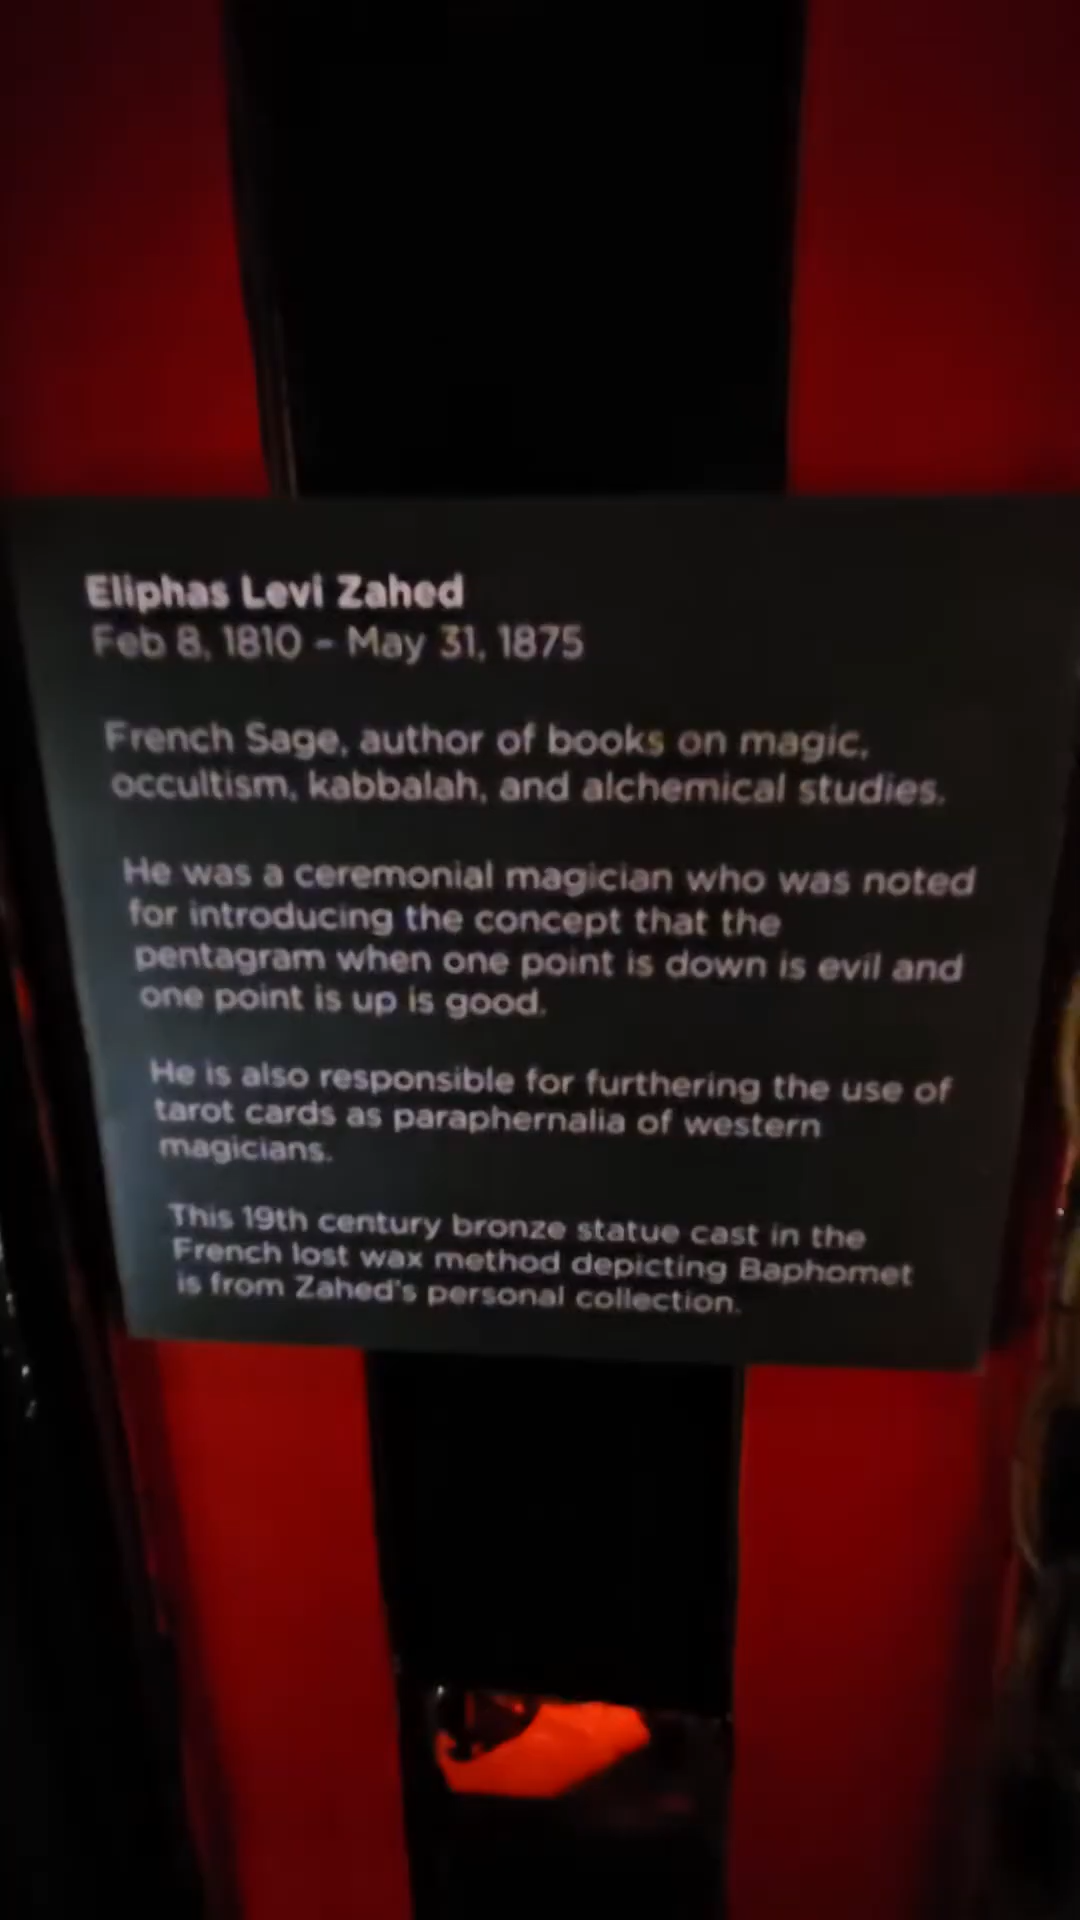 Eliphas Levi Zahed
Feb 8, 1810 – May 31, 1875
French Sage, author of books on magic,
occultism, kabbalah, and alchemical studies.
He was a ceremonial magician who was noted
for introducing the concept that the
pentagram when one point is down is evil and
one point is up is good.
He is also responsible for furthering the use of
tarot cards as paraphernalia of western
magicians.
This 19th century bronze statue cast in the
French lost wax method depicting Baphomet
is from Zahed's personal collection.